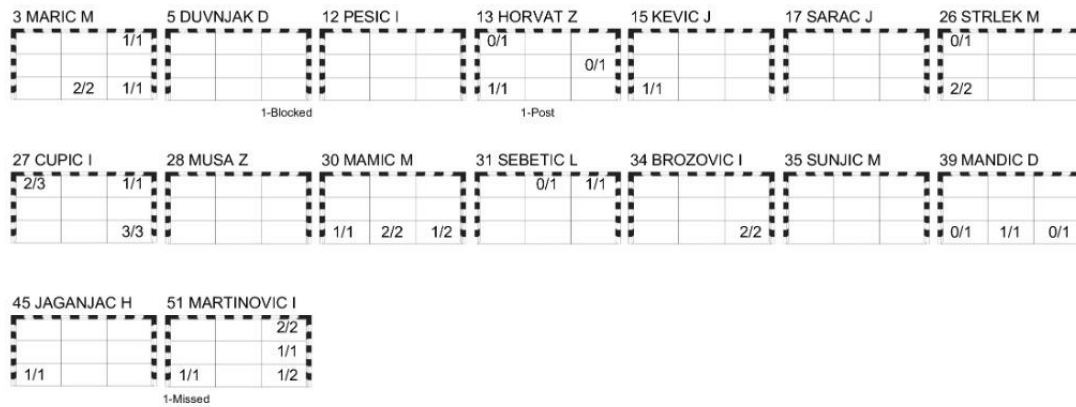 3 MARIC M 5 DUVNJAK D 12 PESIC I 13 HORVAT Z 15 KEVIC J 17 SARAC J 26 STRLEK M
1/1 0/1 0/1
0/1
2/2 1/1 1/1 1/1 2/2
1-Blocked 1-Post
27 CUPIC I 28 MUSA Z 30 MAMIC M 31 SEBETIC L 34 BROZOVIC I 35 SUNJIC M 39 MANDIC D
2/3 1/1 0/1 1/1
3/3 1/1 2/2 1/2 2/2 0/1 1/1 0/1
45 JAGANJAC H 51 MARTINOVIC I
2/2
1/1
1/1 1/1 1/2
1-Missed